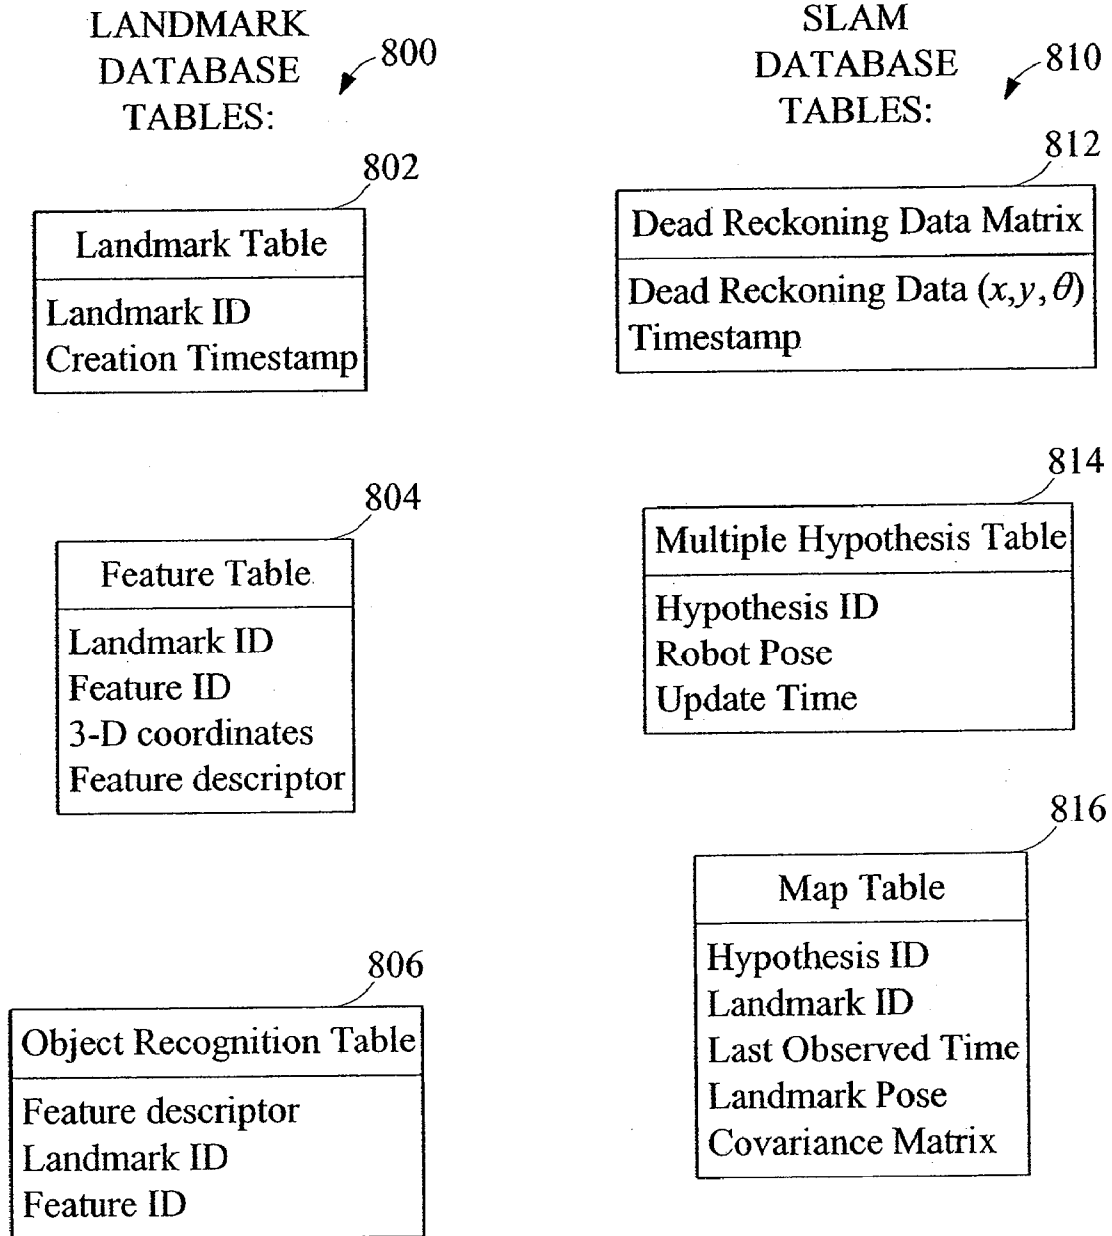 LANDMARK
DATABASE
TABLES:
800
802
Landmark Table
Landmark ID
Creation Timestamp
804
Feature Table
Landmark ID
Feature ID
3-D coordinates
Feature descriptor
806
Object Recognition Table
Feature descriptor
Landmark ID
Feature ID
SLAM
DATABASE
TABLES:
810
812
Dead Reckoning Data Matrix
Dead Reckoning Data (x,y,θ)
Timestamp
814
Multiple Hypothesis Table
Hypothesis ID
Robot Pose
Update Time
816
Map Table
Hypothesis ID
Landmark ID
Last Observed Time
Landmark Pose
Covariance Matrix